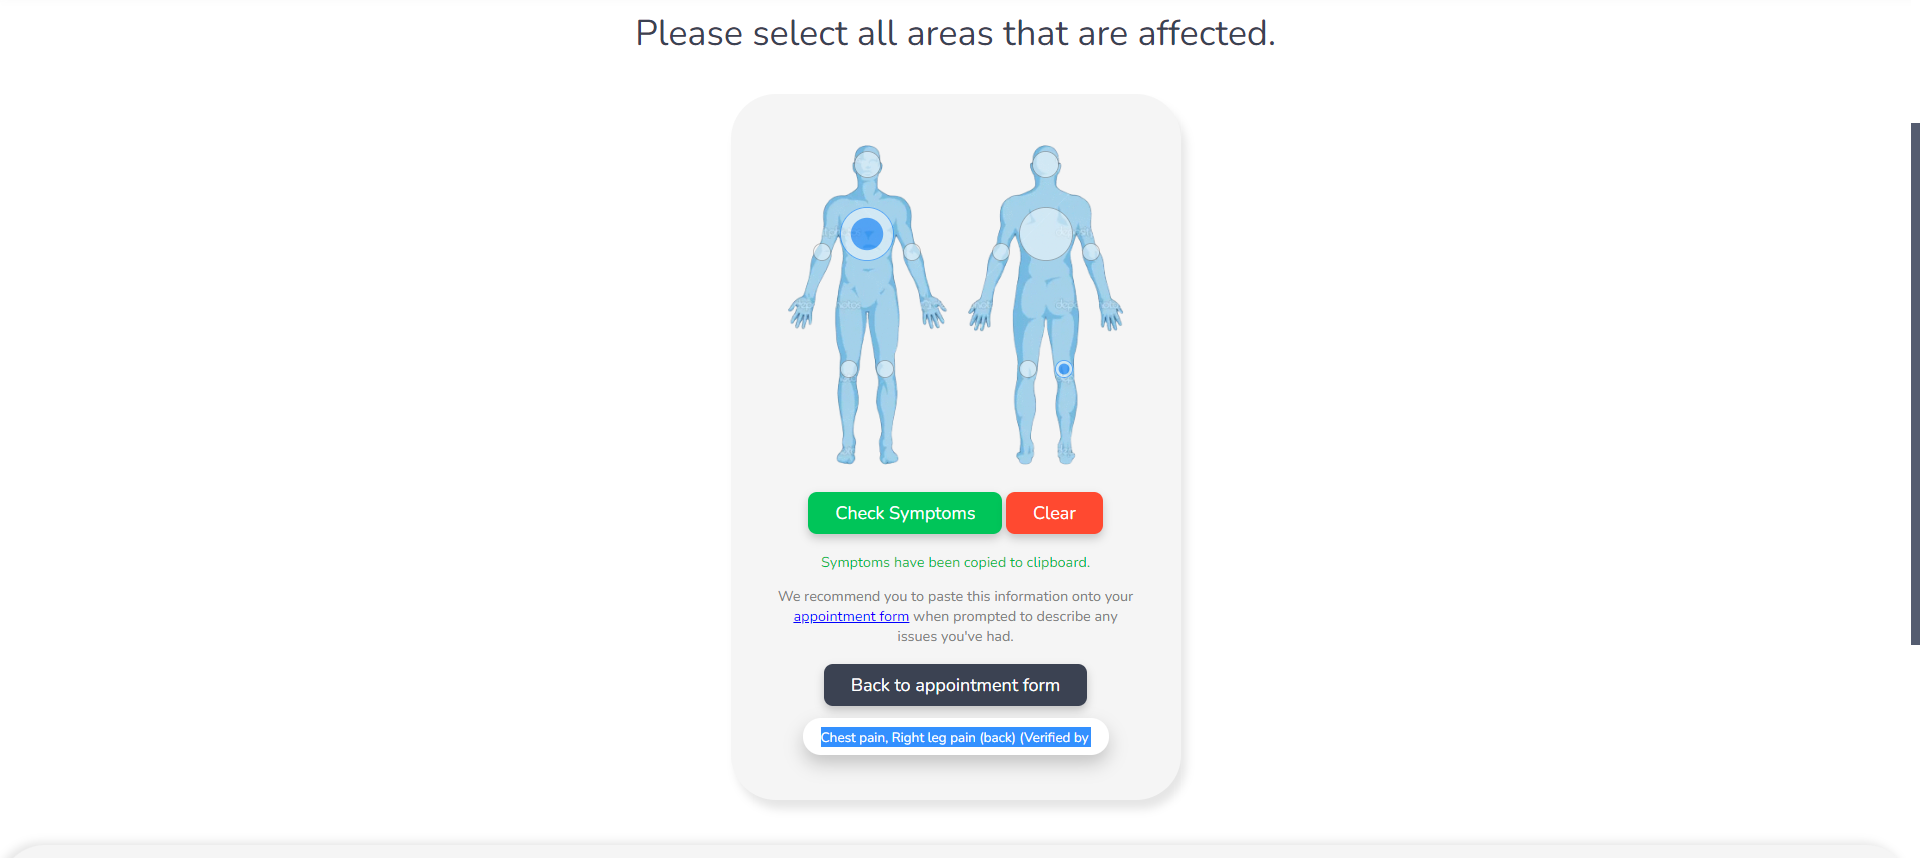 Please select all areas that are affected.
Check Symptoms
Clear
Symptoms have been copied to clipboard.
We recommend you to paste this information onto your
appointment form when prompted to describe any
issues you've had.
Back to appointment form
Chest pain, Right leg pain (back) (Verified by